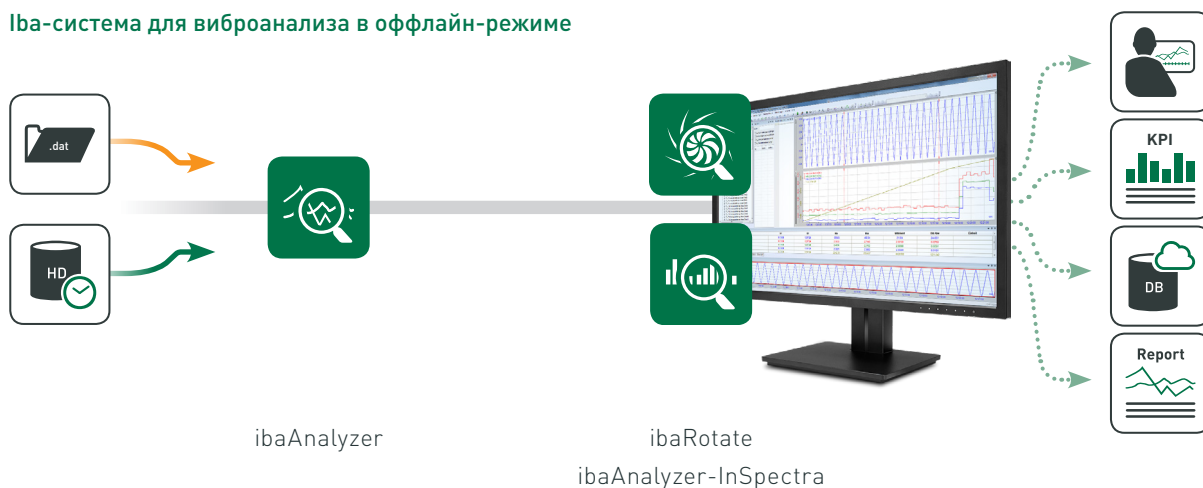 Iba-система для виброанализа в оффлайн-режиме
.dat
HD
KPI
DB
Report
ibaAnalyzer
ibaRotate
ibaAnalyzer-InSpectra